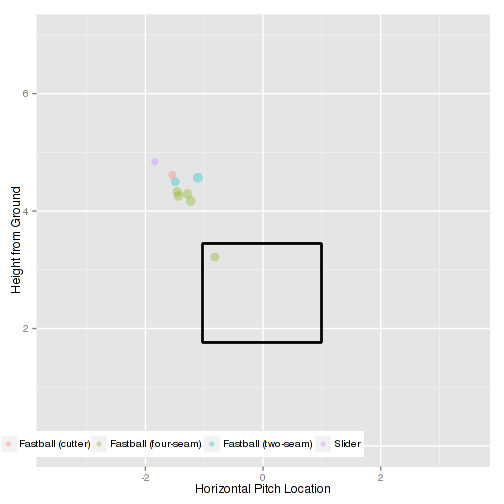 6
4
2
Height from Ground
Fastball (cutter) Fastball (four-seam) Fastball (two-seam) Slider
-2 0 2
Horizontal Pitch Location